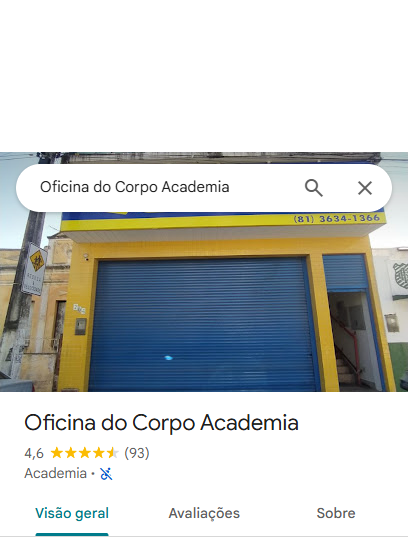 Oficina do Corpo Academia
(81) 3634-1366
Oficina do Corpo Academia
4,6 (93)
Academia ·
Visão geral
Avaliações
Sobre